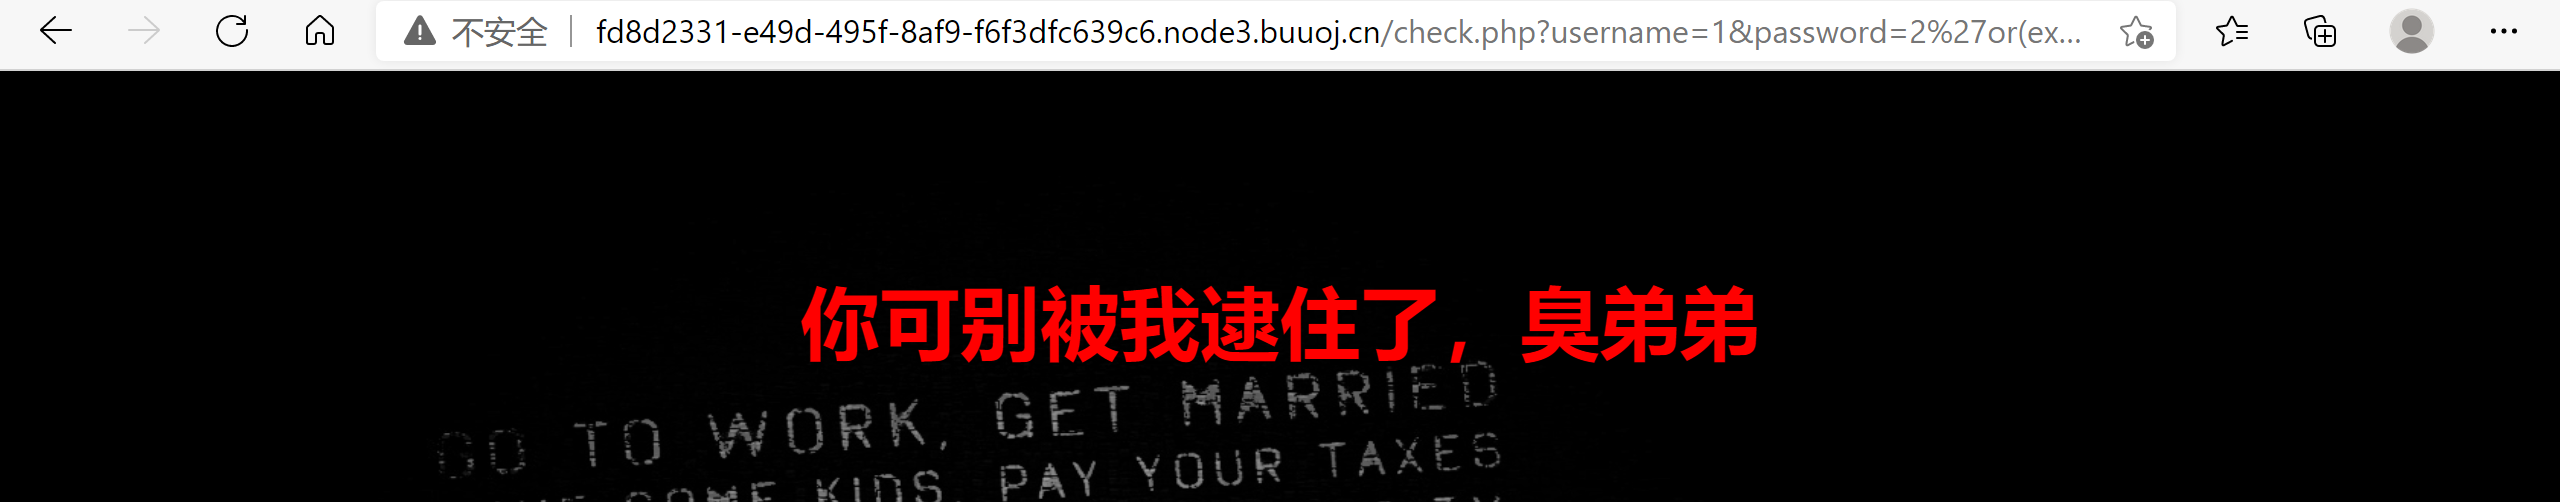 不安全 fd8d2331-e49d-495f-8af9-f6f3dfc639c6.node3.buuoj.cn/check.php?username=1&password=2%27or(ex...
你可别被我逮住了，臭弟弟
GO TO WORK, GET MARRIED
SOME KIDS, PAY YOUR TAXES